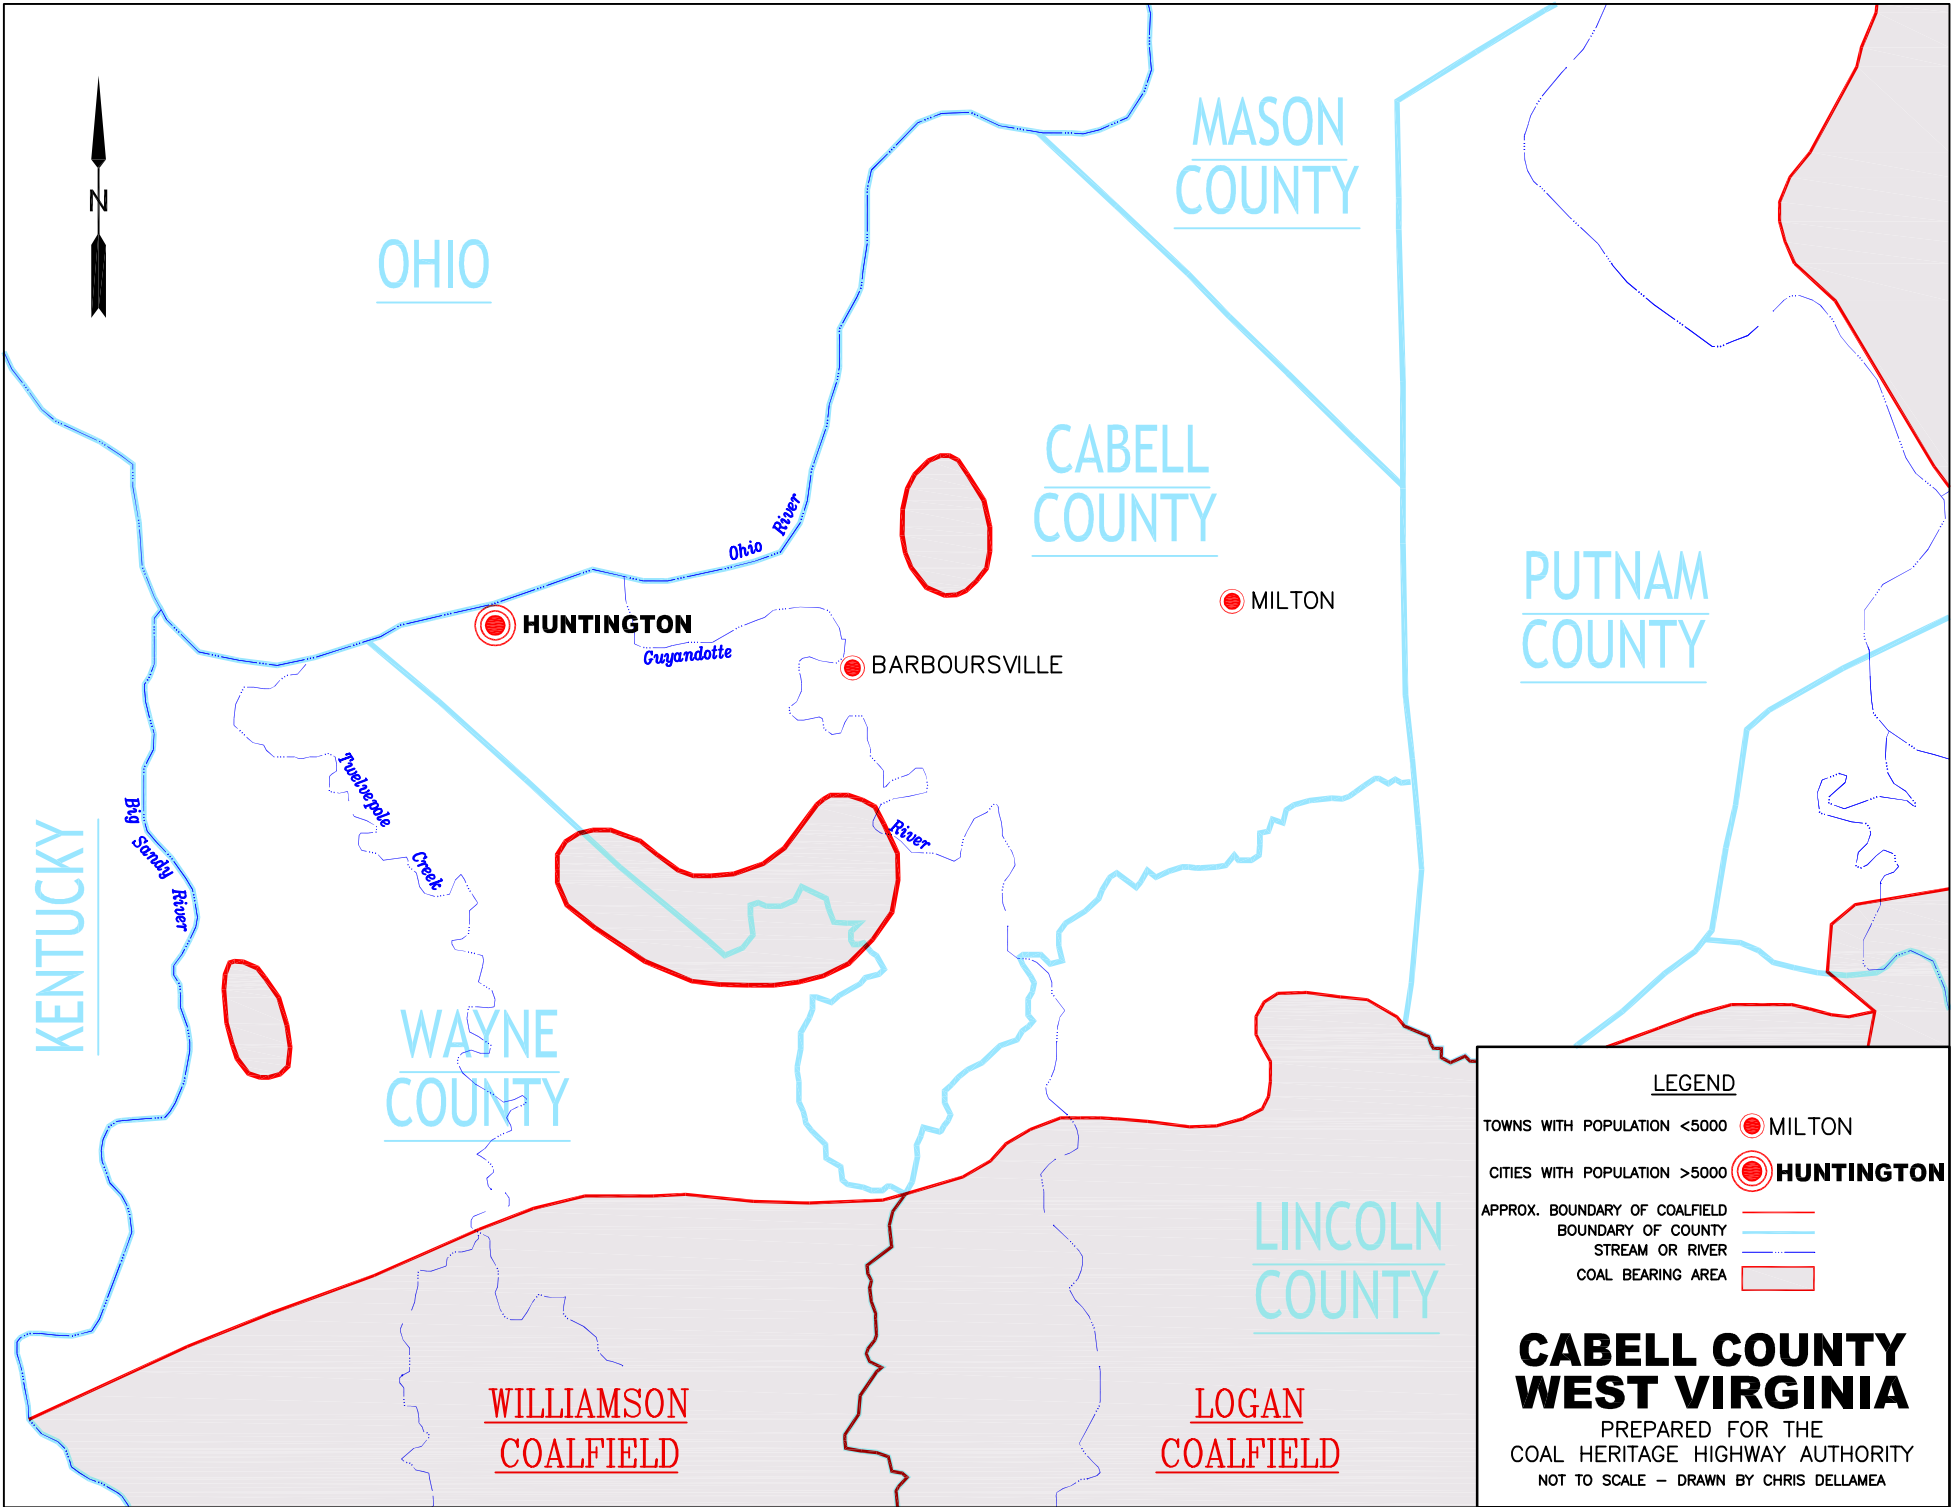 N
OHIO
MASON
COUNTY
CABELL
COUNTY
PUTNAM
COUNTY
Ohio River
HUNTINGTON
Guyandotte
BARBOURSVILLE
MILTON
Twelvepole
Creek
River
Big Sandy River
KENTUCKY
WAYNE
COUNTY
LINCOLN
COUNTY
WILLIAMSON
COALFIELD
LOGAN
COALFIELD
LEGEND
TOWNS WITH POPULATION <5000 MILTON
CITIES WITH POPULATION >5000 HUNTINGTON
APPROX. BOUNDARY OF COALFIELD
BOUNDARY OF COUNTY
STREAM OR RIVER
COAL BEARING AREA
CABELL COUNTY
WEST VIRGINIA
PREPARED FOR THE
COAL HERITAGE HIGHWAY AUTHORITY
NOT TO SCALE – DRAWN BY CHRIS DELLAMEA